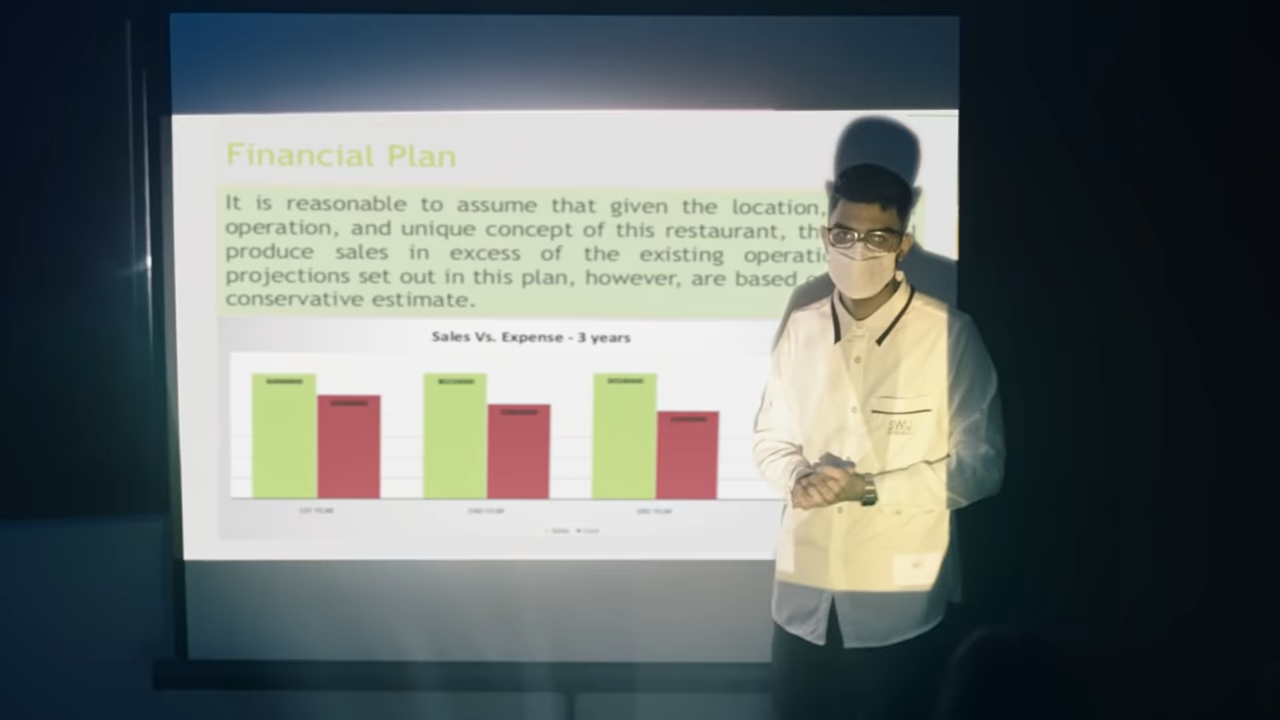 Financial Plan
It is reasonable to assume that given the location,
operation, and unique concept of this restaurant,
produce sales in excess of the existing
projections set out in this plan, however, are based
conservative estimate.
Sales Vs. Expense - 3 years
SWU